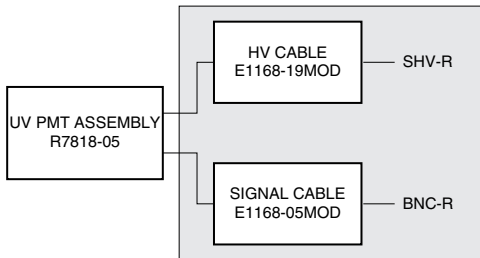 HV CABLE
E1168-19MOD
SHV-R
UV PMT ASSEMBLY
R7818-05
SIGNAL CABLE
E1168-05MOD
BNC-R